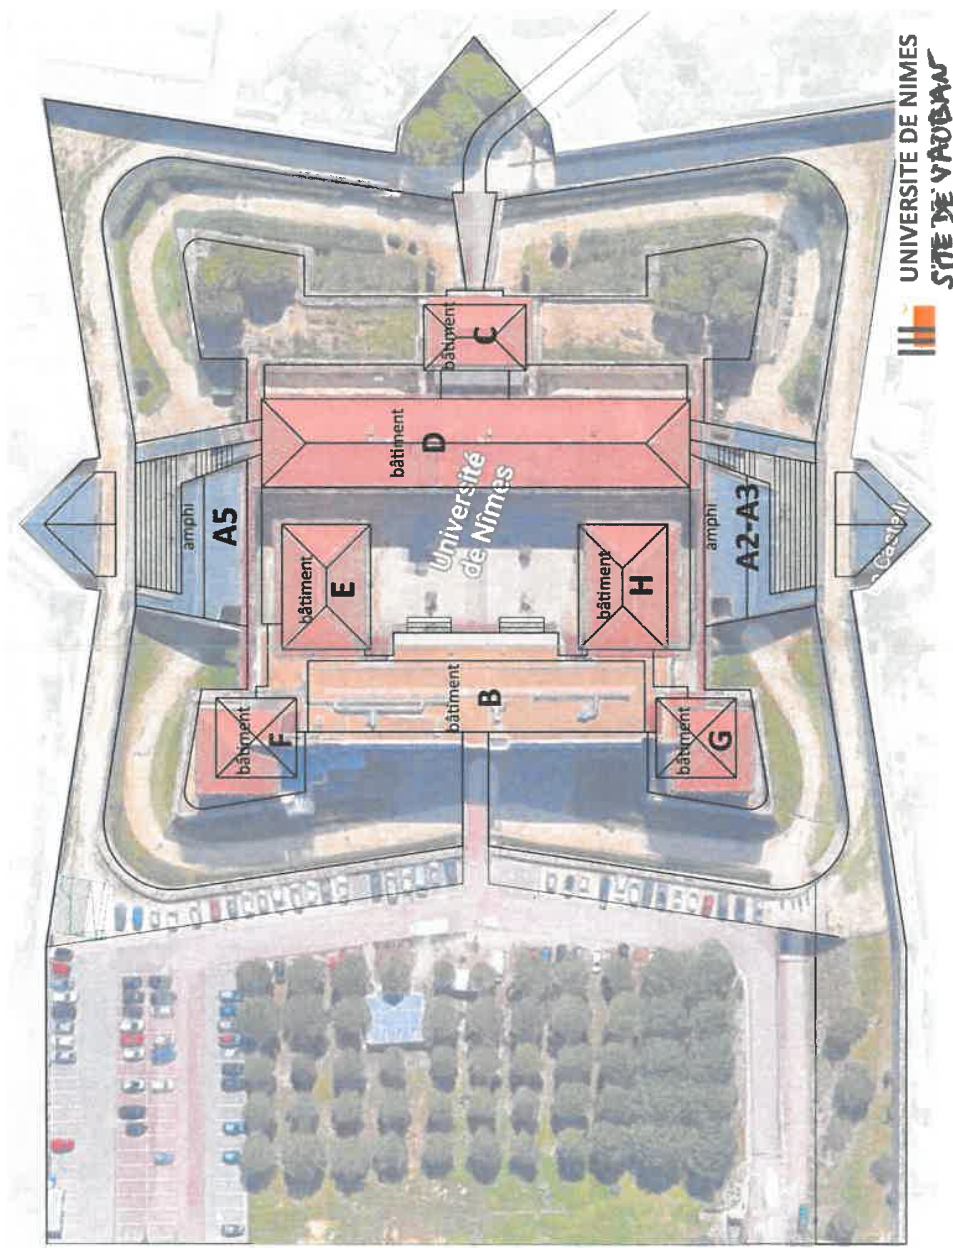 UNIVERSITE DE NIMES
SITE DE VAUBAN
bâtiment
C
bâtiment
D
Université
de Nîmes
amphi
A5
amphi
A2-A3
bâtiment
E
bâtiment
H
bâtiment
B
bâtiment
F
bâtiment
G